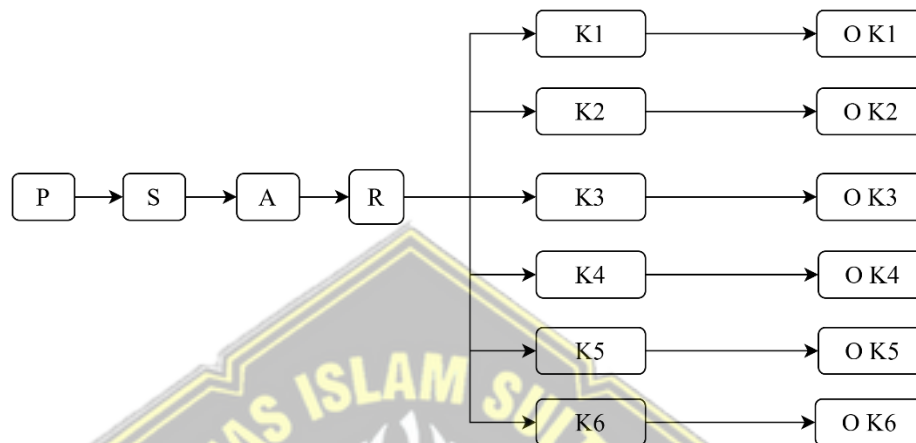 K1 O K1
K2 O K2
P S A R K3 O K3
K4 O K4
K5 O K5
K6 O K6
ISLAM